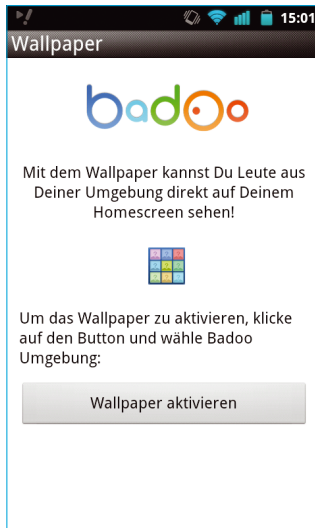 15:01
Wallpaper
badoo
Mit dem Wallpaper kannst Du Leute aus
Deiner Umgebung direkt auf Deinem
Homescreen sehen!
Um das Wallpaper zu aktivieren, klicke
auf den Button und wähle Badoo
Umgebung:
Wallpaper aktivieren